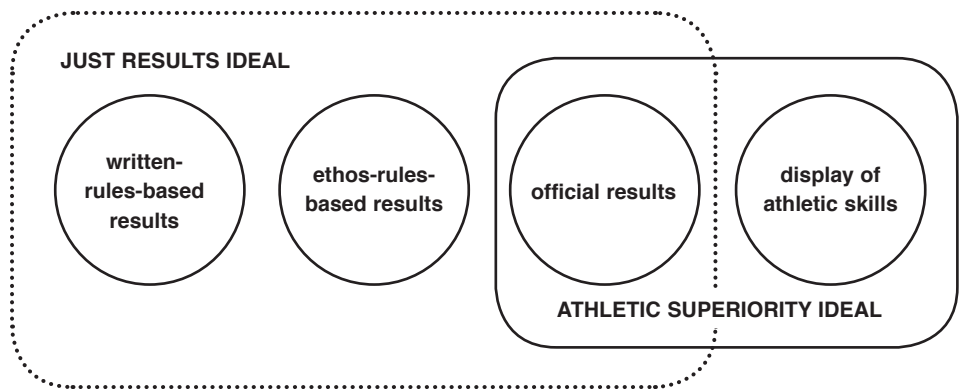 JUST RESULTS IDEAL
written-
rules-based
results
ethos-rules-
based results
official results
display of
athletic skills
ATHLETIC SUPERIORITY IDEAL